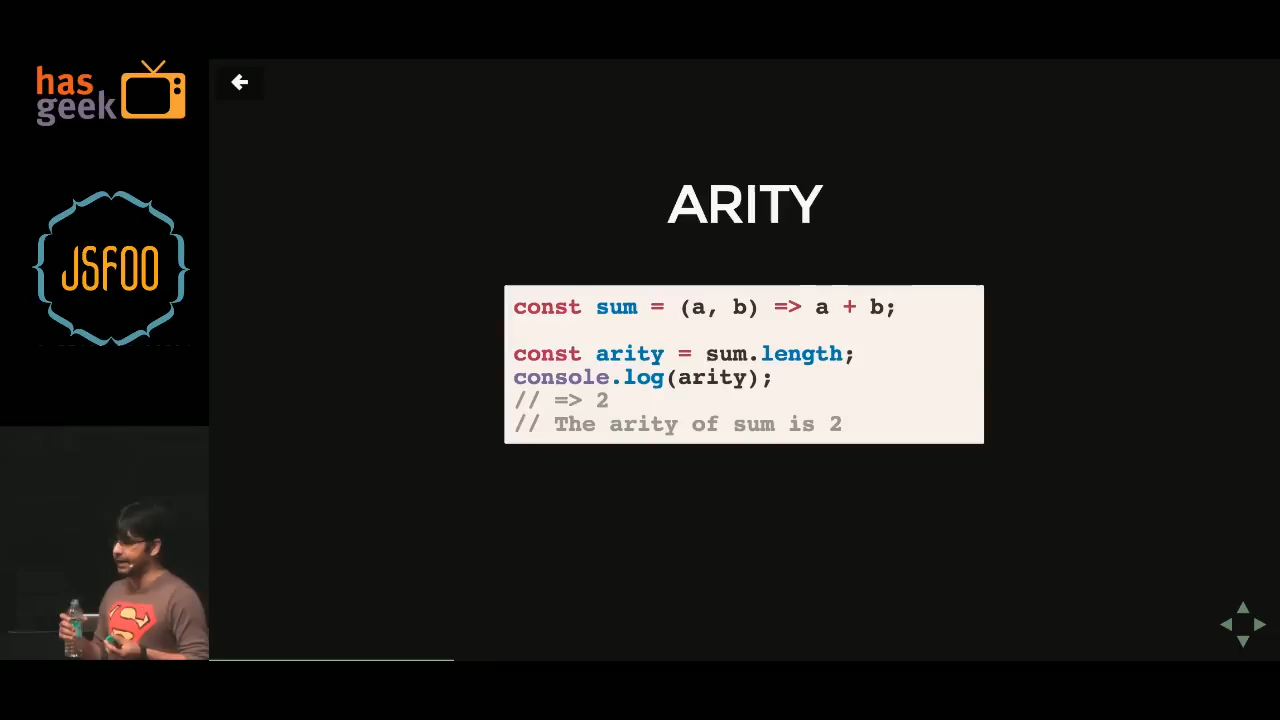 has
geek
JSFOO
ARITY
const sum = (a, b) => a + b;
const arity = sum.length;
console.log(arity);
// => 2
// The arity of sum is 2